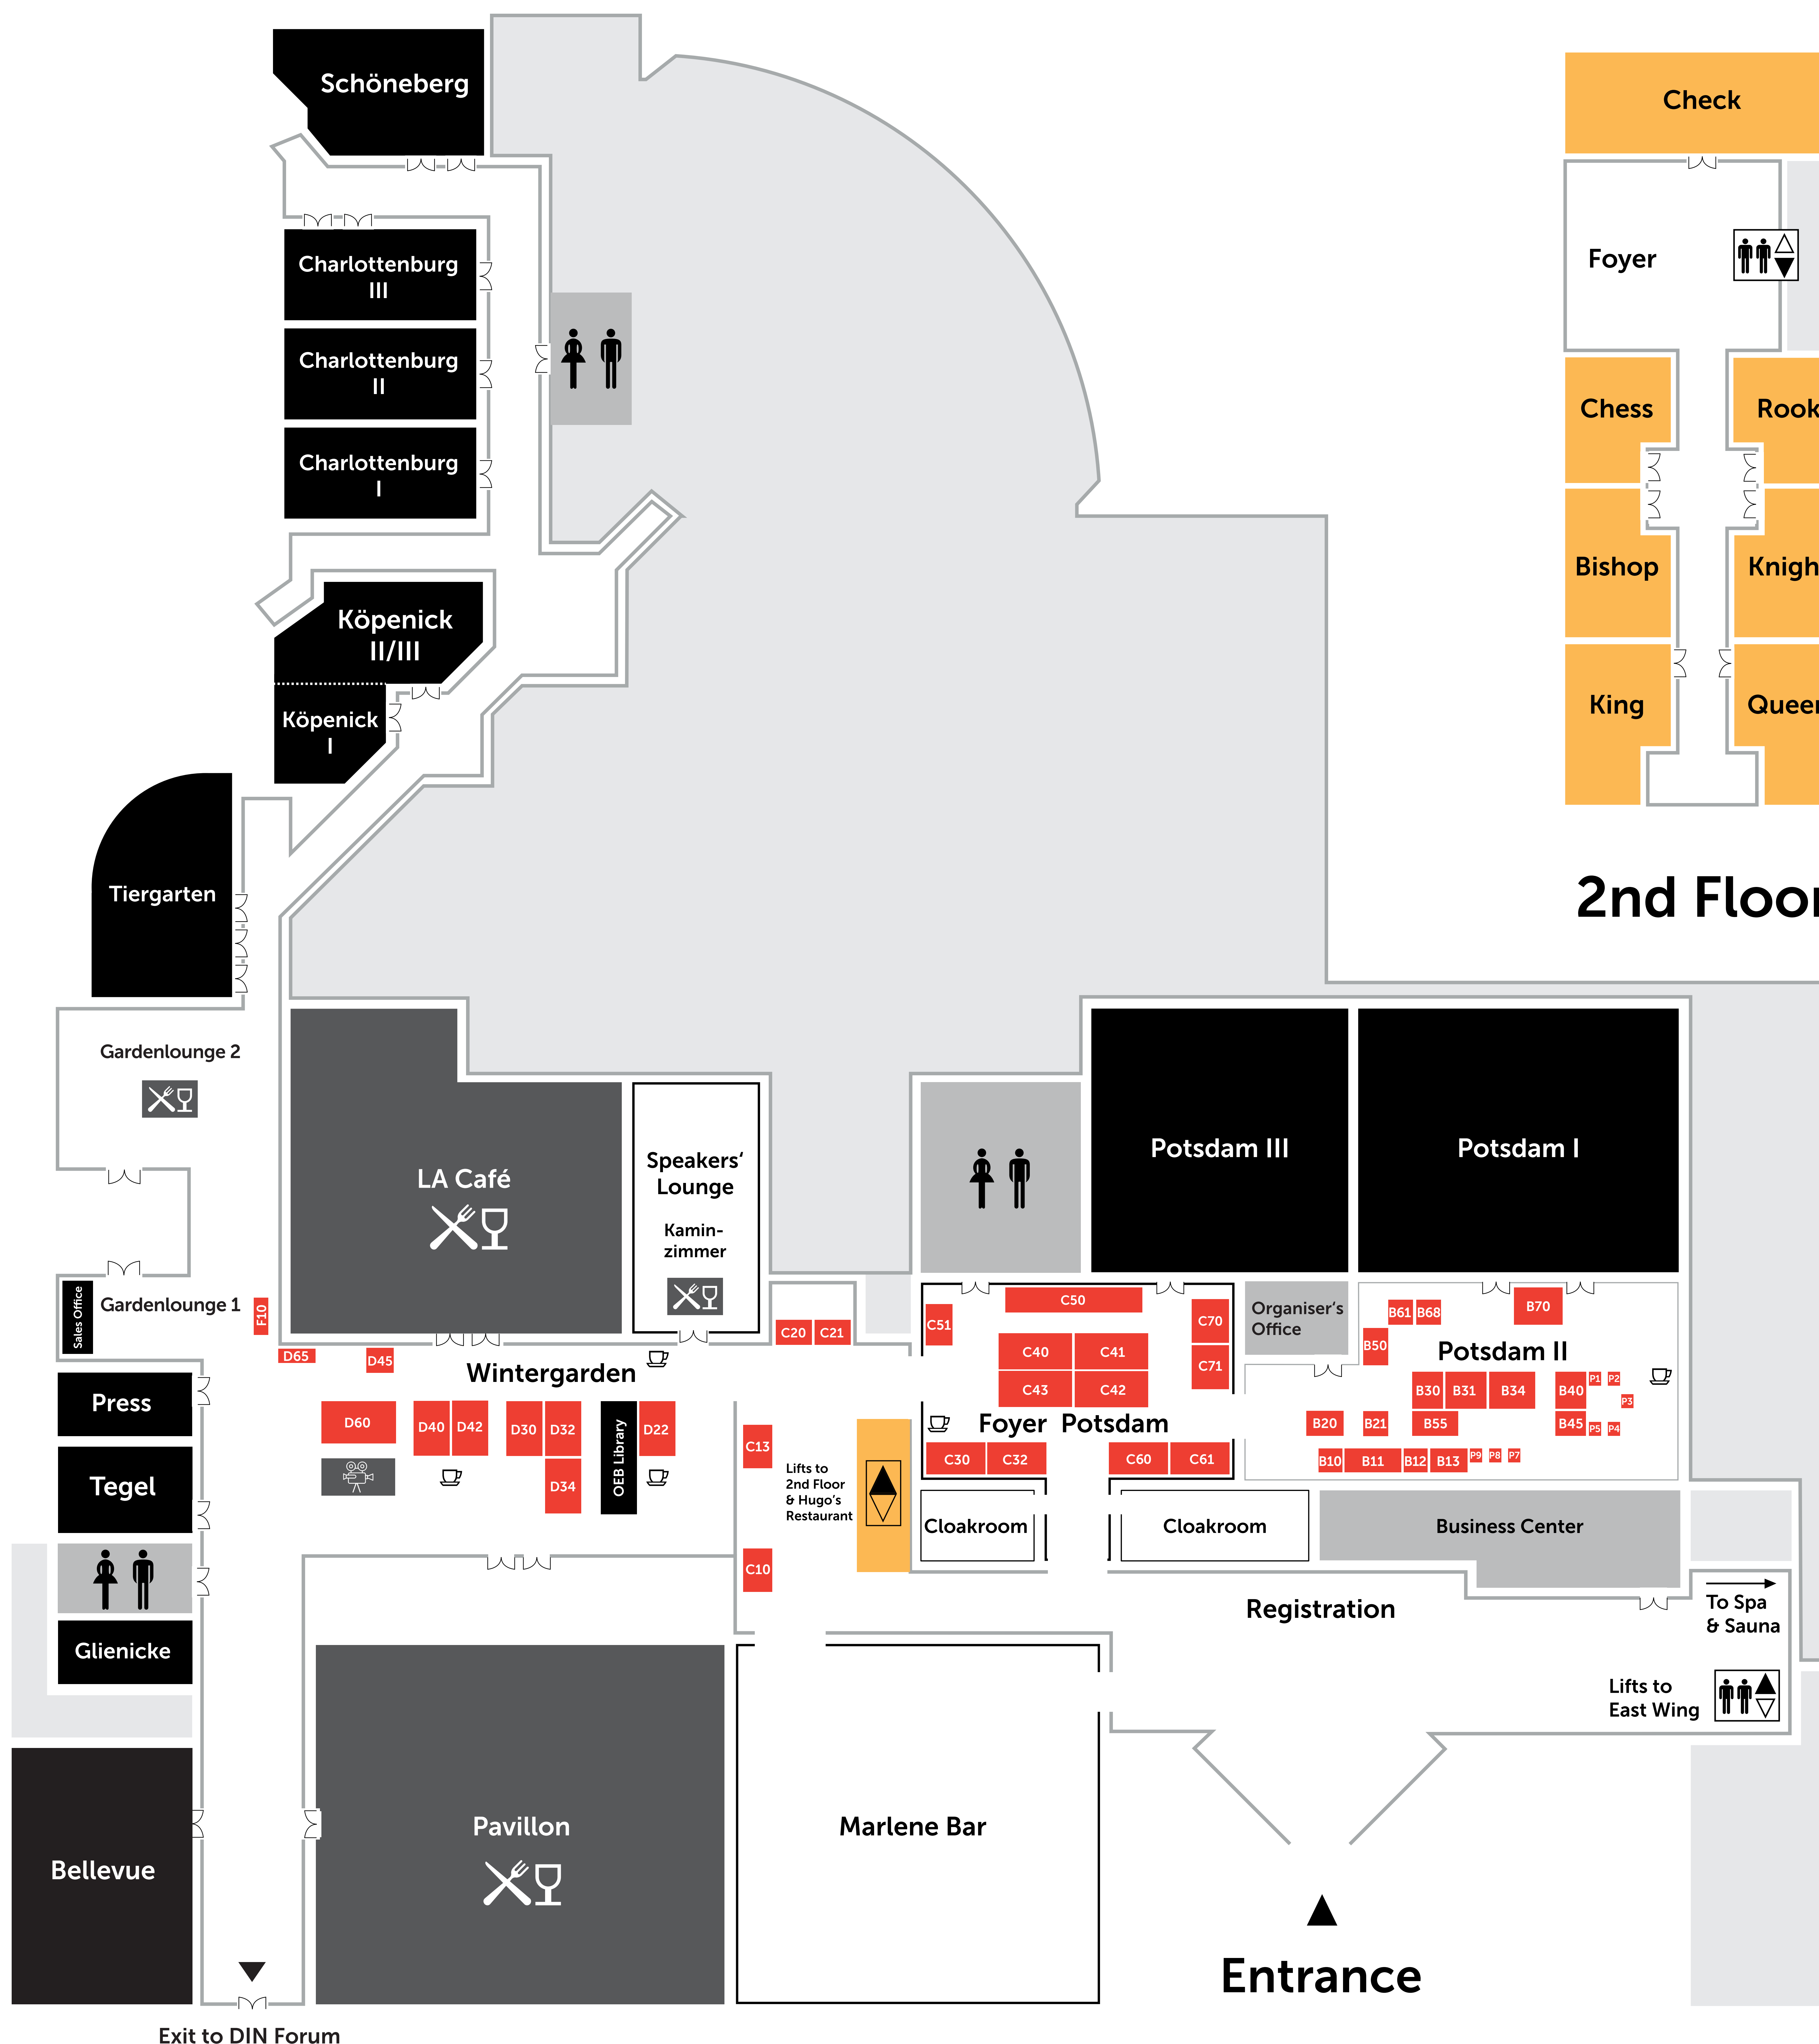 Schöneberg
Check
Charlottenburg
III
Foyer
Charlottenburg
II
Chess
Rook
Charlottenburg
I
Bishop
Knigh
Köpenick
II/III
King
Queen
Köpenick
I
Tiergarten
2nd Floor
Gardenlounge 2
LA Café
Speakers‘
Lounge
Kamin-
zimmer
Potsdam III
Potsdam I
Sales Office
Gardenlounge 1
F10
D65
D45
Wintergarden
C20
C21
C51
C50
C70
C40
C41
C71
C43
C42
Foyer Potsdam
C30
C32
C60
C61
Organiser‘s
Office
B61
B68
B70
B50
Potsdam II
B30
B31
B34
B40
P1
P2
P3
B20
B21
B55
B45
P5
P4
B10
B11
B12
B13
P9
P8
P7
Press
D60
D40
D42
D30
D32
D34
OEB Library
D22
C13
Lifts to
2nd Floor
& Hugo‘s
Restaurant
C10
Tegel
Cloakroom
Cloakroom
Business Center
Glienicke
Registration
To Spa
& Sauna
Lifts to
East Wing
Bellevue
Pavillon
Marlene Bar
Entrance
Exit to DIN Forum